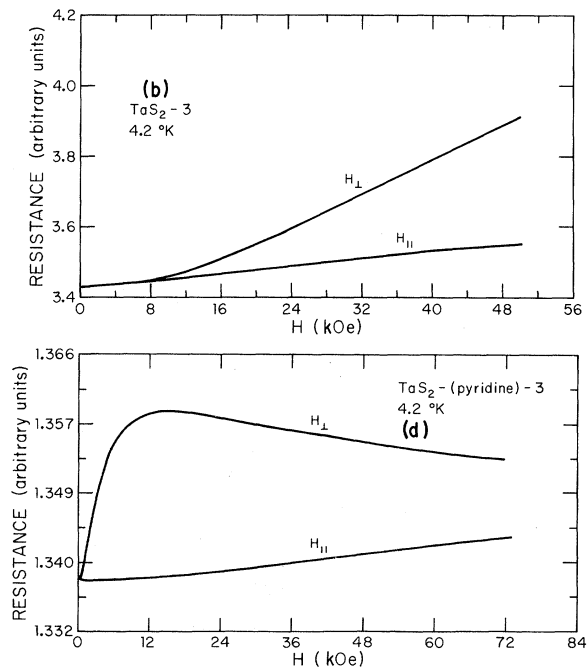 4.2
4.0
3.8
3.6
3.4
RESISTANCE (arbitrary units)
(b)
TaS2-3
4.2 °K
H⊥
H||
0 8 16 24 32 40 48 56
H (kOe)
1.366
1.357
1.349
1.340
1.332
RESISTANCE (arbitrary units)
TaS2-(pyridine)-3
4.2 °K
(d)
H⊥
H||
0 12 24 36 48 60 72 84
H (kOe)